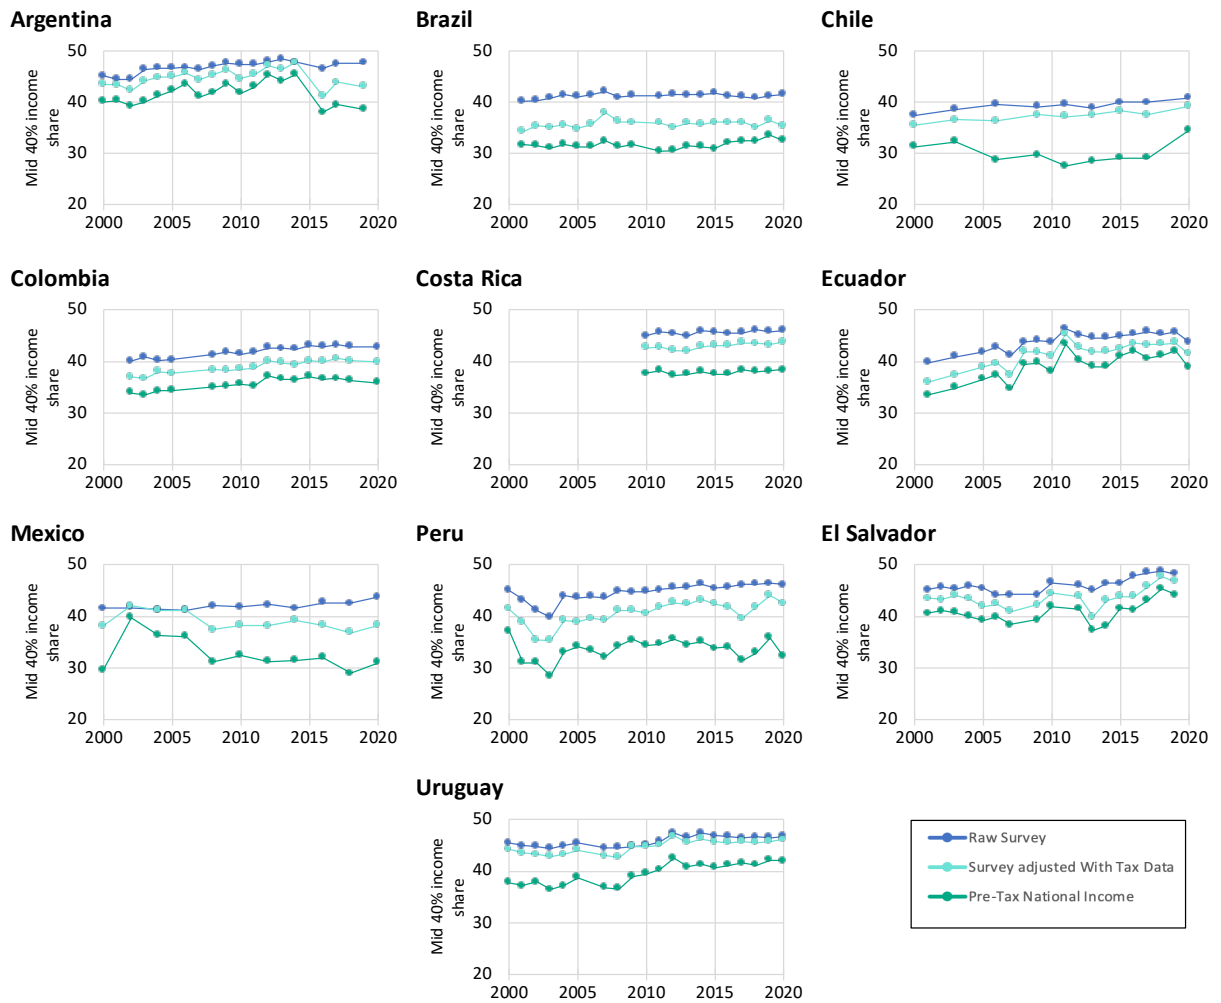 Argentina
Mid 40% income
share
50
40
30
20
2000 2005 2010 2015 2020
Brazil
Mid 40% income
share
50
40
30
20
2000 2005 2010 2015 2020
Chile
Mid 40% income
share
50
40
30
20
2000 2005 2010 2015 2020
Colombia
Mid 40% income
share
50
40
30
20
2000 2005 2010 2015 2020
Costa Rica
Mid 40% income
share
50
40
30
20
2000 2005 2010 2015 2020
Ecuador
Mid 40% income
share
50
40
30
20
2000 2005 2010 2015 2020
Mexico
Mid 40% income
share
50
40
30
20
2000 2005 2010 2015 2020
Peru
Mid 40% income
share
50
40
30
20
2000 2005 2010 2015 2020
El Salvador
Mid 40% income
share
50
40
30
20
2000 2005 2010 2015 2020
Uruguay
Mid 40% income
share
50
40
30
20
2000 2005 2010 2015 2020
Raw Survey
Survey adjusted With Tax Data
Pre-Tax National Income